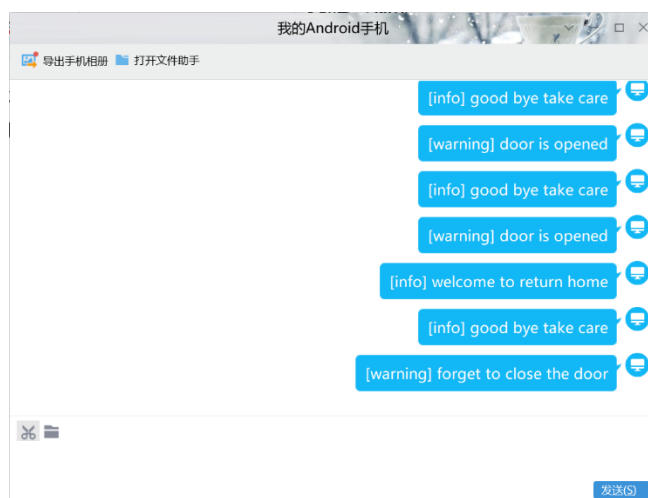 我的Android手机
导出手机相册 打开文件助手
[info] good bye take care
[warning] door is opened
[info] good bye take care
[warning] door is opened
[info] welcome to return home
[info] good bye take care
[warning] forget to close the door
发送(S)